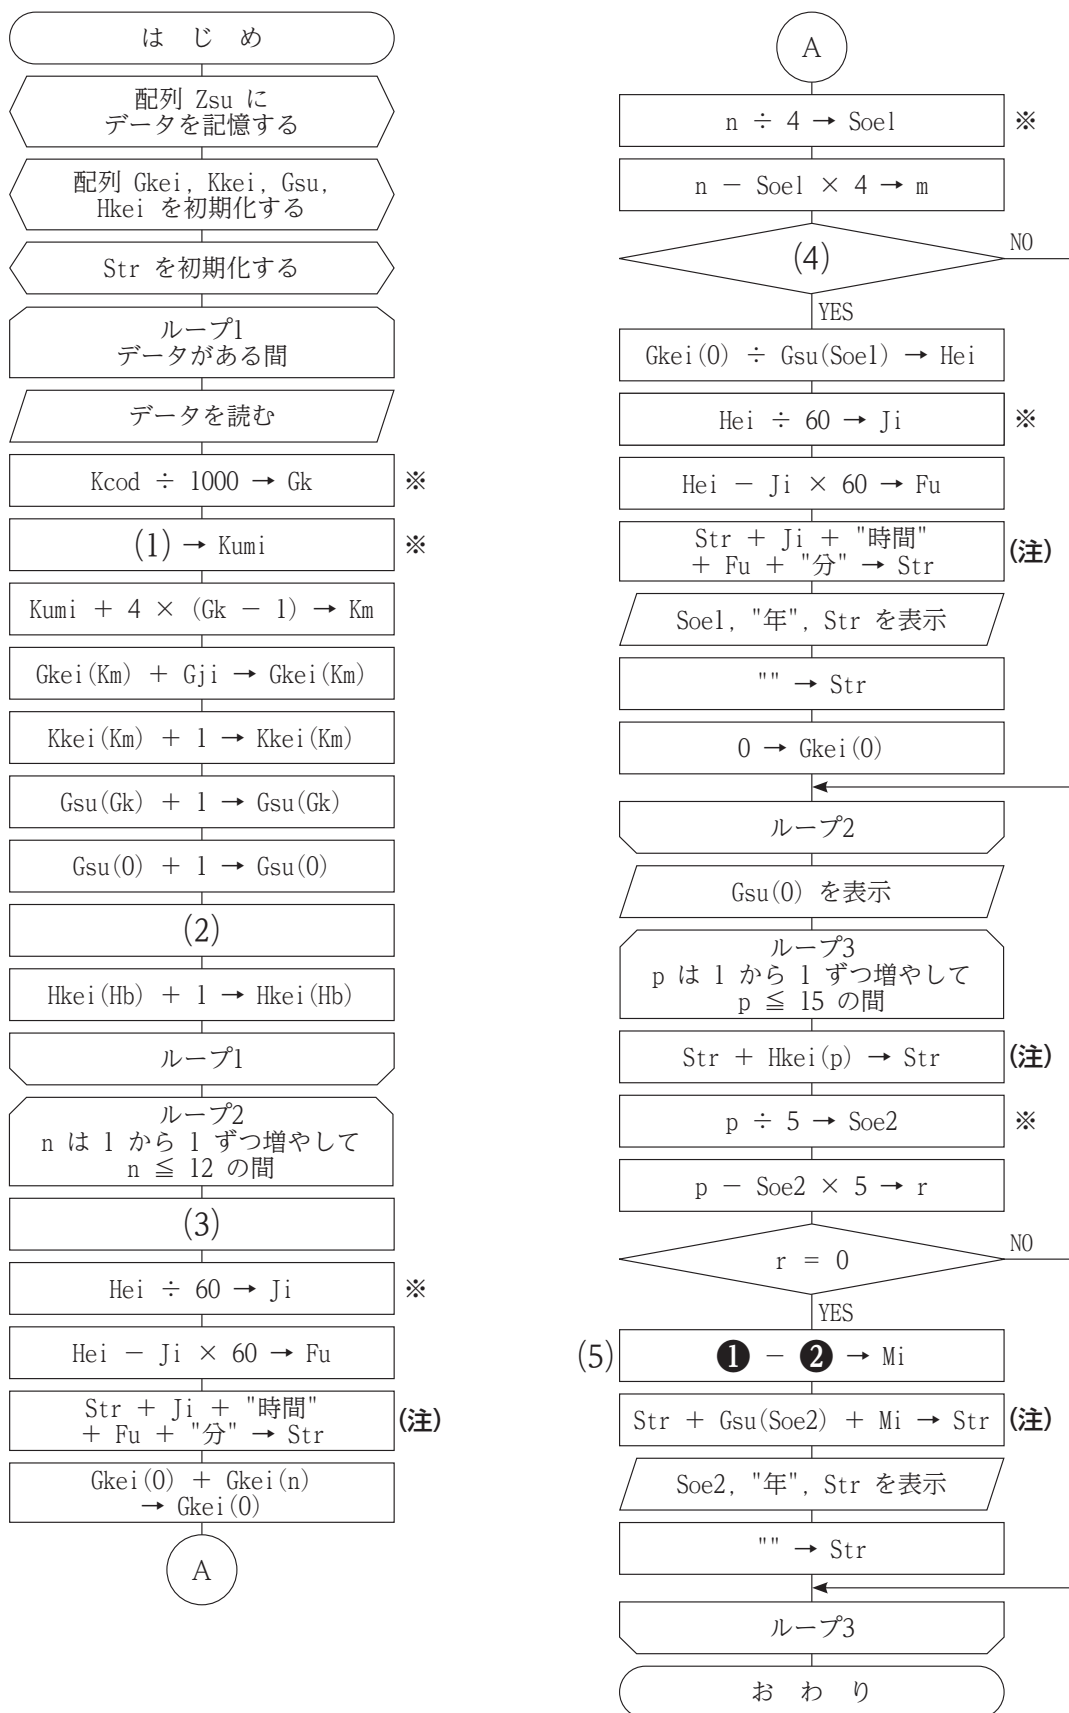 は じ め
配列 Zsu に
データを記憶する
配列 Gkei, Kkei, Gsu,
Hkei を初期化する
Str を初期化する
ループ1
データがある間
データを読む
Kcod ÷ 1000 → Gk ※
(1) → Kumi ※
Kumi + 4 × (Gk - 1) → Km
Gkei(Km) + Gji → Gkei(Km)
Kkei(Km) + 1 → Kkei(Km)
Gsu(Gk) + 1 → Gsu(Gk)
Gsu(0) + 1 → Gsu(0)
(2)
Hkei(Hb) + 1 → Hkei(Hb)
ループ1
ループ2
n は 1 から 1 ずつ増やして
n ≦ 12 の間
(3)
Hei ÷ 60 → Ji ※
Hei - Ji × 60 → Fu
Str + Ji + "時間"
+ Fu + "分" → Str (注)
Gkei(0) + Gkei(n)
→ Gkei(0)
A
A
n ÷ 4 → Soe1 ※
n - Soe1 × 4 → m
(4) NO
YES
Gkei(0) ÷ Gsu(Soe1) → Hei
Hei ÷ 60 → Ji ※
Hei - Ji × 60 → Fu
Str + Ji + "時間"
+ Fu + "分" → Str (注)
Soe1, "年", Str を表示
"" → Str
0 → Gkei(0)
ループ2
Gsu(0) を表示
ループ3
p は 1 から 1 ずつ増やして
p ≦ 15 の間
Str + Hkei(p) → Str (注)
p ÷ 5 → Soe2 ※
p - Soe2 × 5 → r
r = 0 NO
YES
(5) ❶ - ❷ → Mi
Str + Gsu(Soe2) + Mi → Str (注)
Soe2, "年", Str を表示
"" → Str
ループ3
お わ り